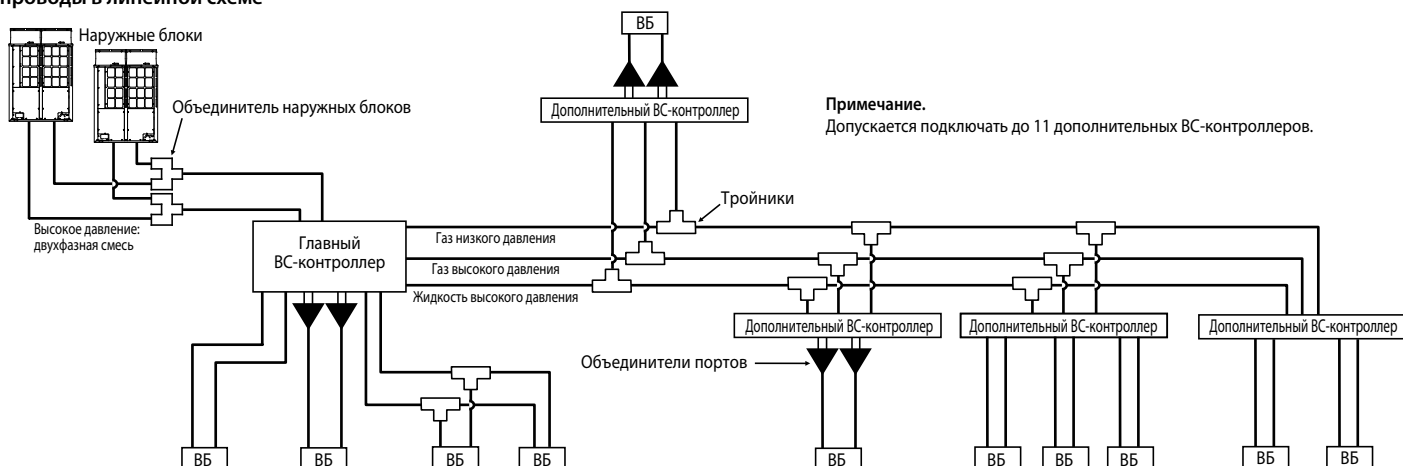 проводы в линейной схеме
Наружные блоки
Объединитель наружных блоков
ВБ
Дополнительный ВС-контроллер
Примечание.
Допускается подключать до 11 дополнительных ВС-контроллеров.
Тройники
Высокое давление:
двухфазная смесь
Главный
ВС-контроллер
Газ низкого давления
Газ высокого давления
Жидкость высокого давления
Дополнительный ВС-контроллер
Дополнительный ВС-контроллер
Дополнительный ВС-контроллер
Объединители портов
ВБ
ВБ
ВБ
ВБ
ВБ
ВБ
ВБ
ВБ
ВБ
ВБ